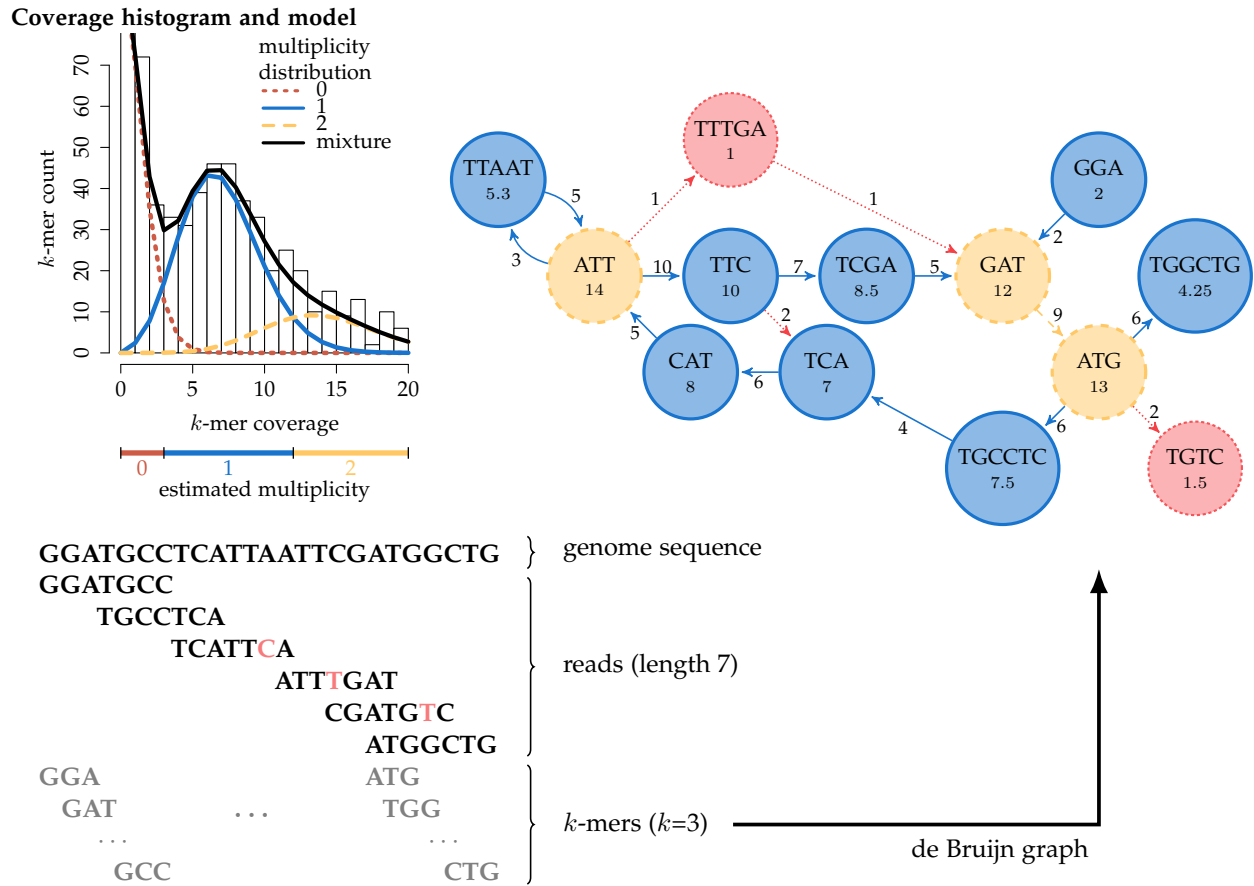 Coverage histogram and model
multiplicity
distribution
0
1
2
mixture
k-mer count
70
60
50
40
30
20
10
0
0 5 10 15 20
k-mer coverage
0 1 2
estimated multiplicity
TTTGA
1
TTAAT
5.3
GGA
2
5
1
1
2
3
ATT
14
10
TTC
10
7
TCGA
8.5
5
GAT
12
TGGCTG
4.25
2
9
6
5
CAT
8
6
TCA
7
ATG
13
4
6
2
TGCCTC
7.5
TGTC
1.5
GGATGCCTCATTAATTCGATGGCTG
genome sequence
GGATGCC
TGCCTCA
TCATTCA
reads (length 7)
ATTTGAT
CGATGTC
ATGGCTG
GGA ATG
GAT ... TGG
k-mers (k=3)
... ...
de Bruijn graph
GCC CTG